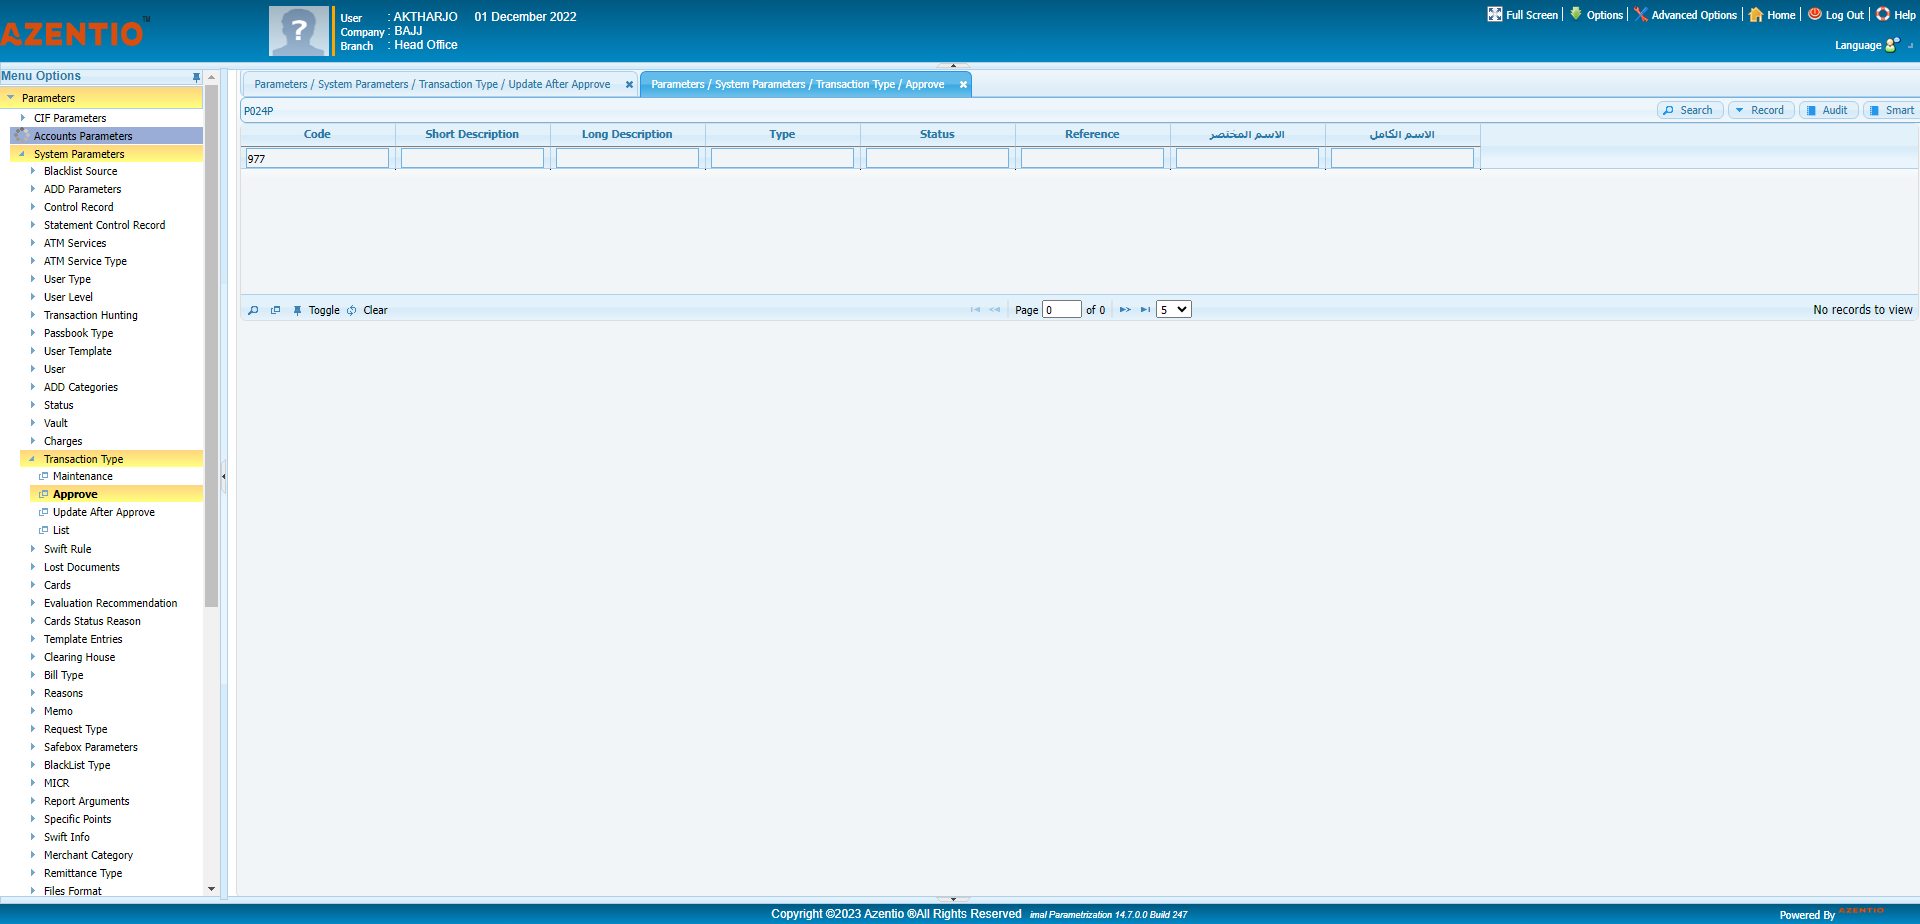 AZENTIO TM
User : AKTHARJO 01 December 2022
Company : BAJJ
Branch : Head Office
Full Screen Options Advanced Options Home Log Out Help
Language
Menu Options
Parameters
CIF Parameters
Accounts Parameters
System Parameters
Blacklist Source
ADD Parameters
Control Record
Statement Control Record
ATM Services
ATM Service Type
User Type
User Level
Transaction Hunting
Passbook Type
User Template
User
ADD Categories
Status
Vault
Charges
Transaction Type
Maintenance
Approve
Update After Approve
List
Swift Rule
Lost Documents
Cards
Evaluation Recommendation
Cards Status Reason
Template Entries
Clearing House
Bill Type
Reasons
Memo
Request Type
Safebox Parameters
BlackList Type
MICR
Report Arguments
Specific Points
Swift Info
Merchant Category
Remittance Type
Files Format
Parameters / System Parameters / Transaction Type / Update After Approve
Parameters / System Parameters / Transaction Type / Approve
P024P
Search Record Audit Smart
Code Short Description Long Description Type Status Reference الاسم المختصر الاسم الكامل
977
Toggle Clear
Page 0 of 0 5
No records to view
Copyright ©2023 Azentio ®All Rights Reserved imal Parametrization 14.7.0.0 Build 247
Powered By AZENTIO